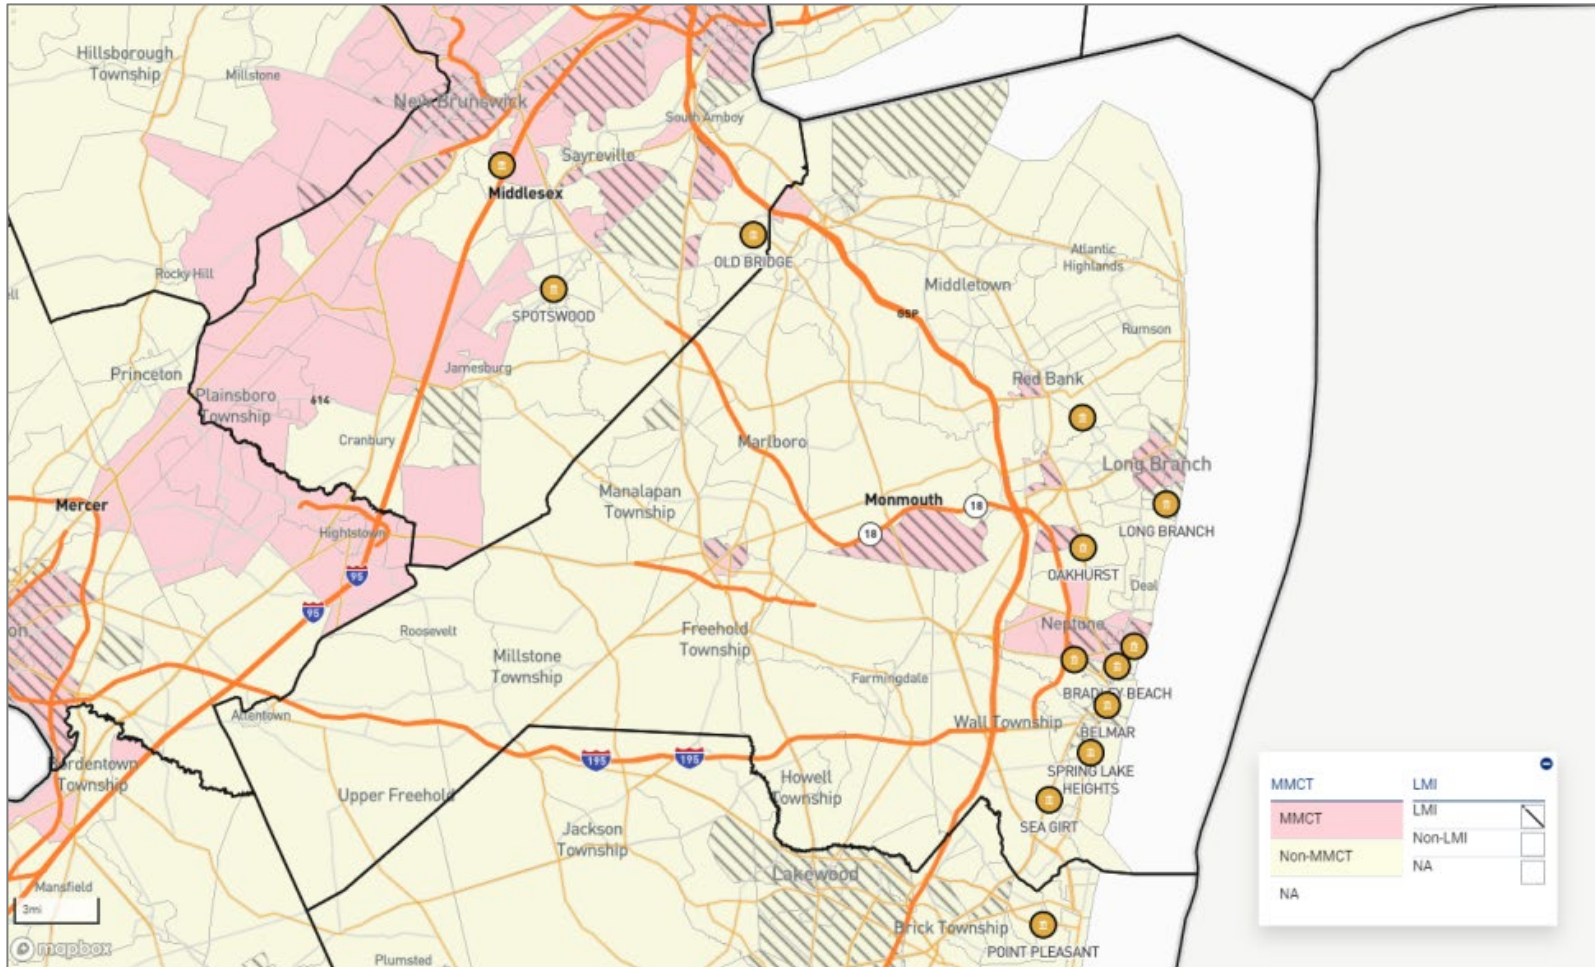 Hillsborough
Township
Millstone
New Brunswick
South Amboy
Sayreville
Middlesex
OLD BRIDGE
Atlantic
Highlands
Rocky Hill
ell
SPOTSWOOD
Middletown
GSP
Rumson
Princeton
Jamesburg
Red Bank
Plainsboro
Township
614
Cranbury
Marlboro
Long Branch
Manalapan
Township
Monmouth
18
18
Mercer
Hightstown
LONG BRANCH
95
95
OAKHURST
Deal
on
Roosevelt
Freehold
Township
Neptune
Millstone
Township
Farmingdale
BRADLEY BEACH
Allentown
Wall Township
BELMAR
195
195
Bordentown
Township
Howell
Township
SPRING LAKE
HEIGHTS
Upper Freehold
SEA GIRT
Jackson
Township
Lakewood
Mansfield
3mi
Brick Township
POINT PLEASANT
mapbox
Plumsted
MMCT
MMCT
Non-MMCT
NA
LMI
LMI
Non-LMI
NA